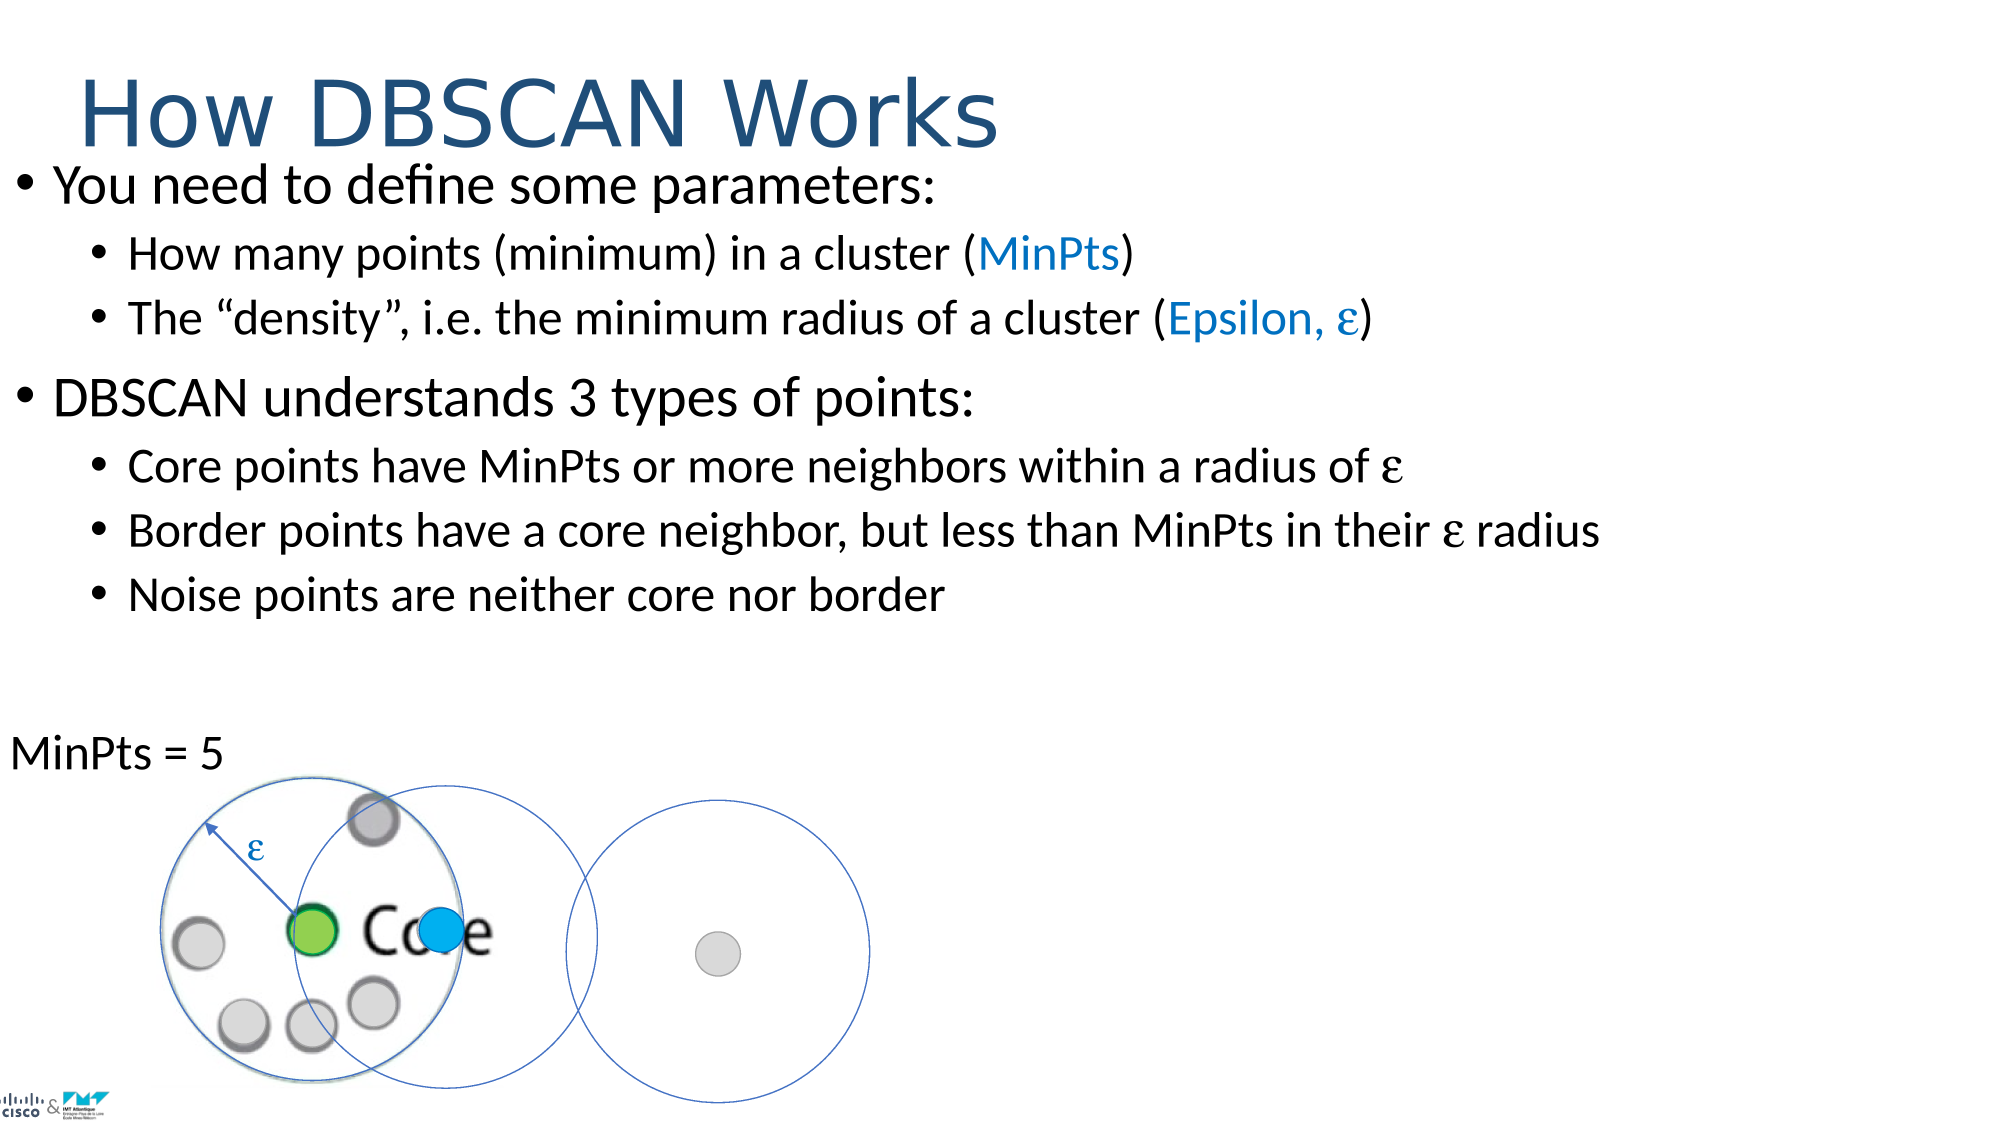 How DBSCAN Works
• You need to define some parameters:
• How many points (minimum) in a cluster (MinPts)
• The “density”, i.e. the minimum radius of a cluster (Epsilon, ε)
• DBSCAN understands 3 types of points:
• Core points have MinPts or more neighbors within a radius of ε
• Border points have a core neighbor, but less than MinPts in their ε radius
• Noise points are neither core nor border
MinPts = 5
ε
Core
cisco & IMT Atlantique